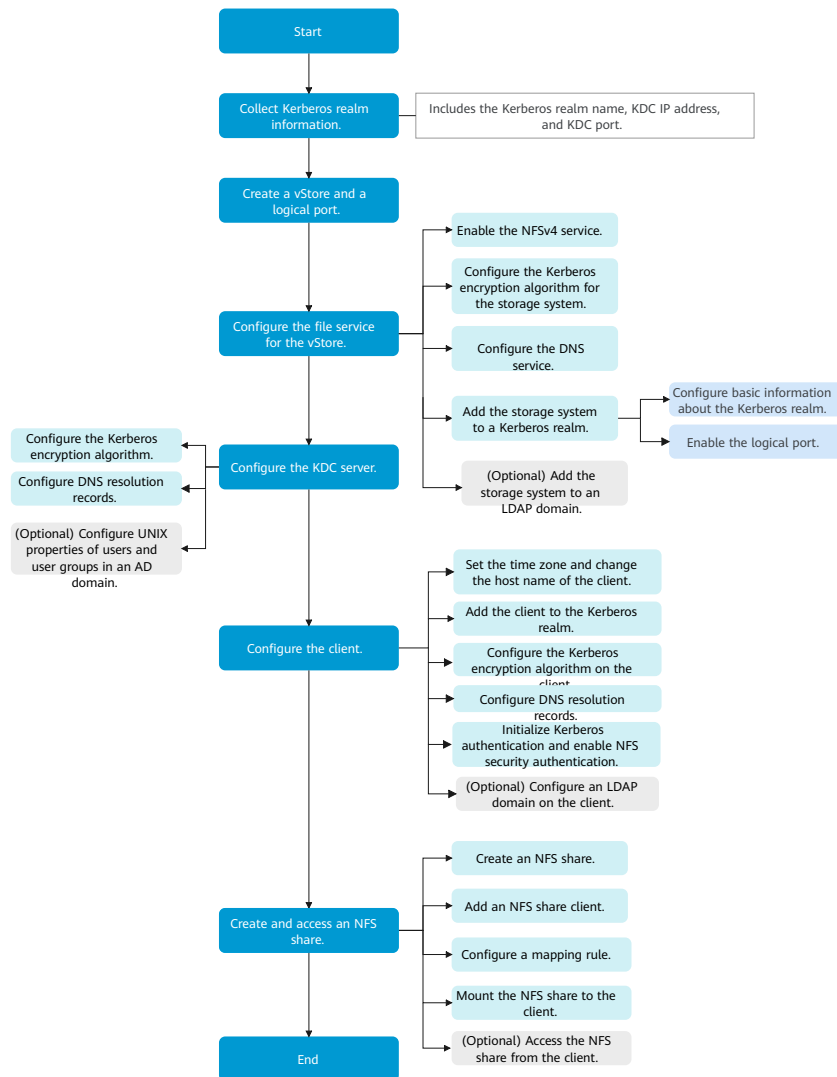 Start
Collect Kerberos realm
information.
Includes the Kerberos realm name, KDC IP address,
and KDC port.
Create a vStore and a
logical port.
Enable the NFSv4 service.
Configure the Kerberos
encryption algorithm for
the storage system.
Configure the file service
for the vStore.
Configure the DNS
service.
Add the storage system
to a Kerberos realm.
Configure basic information
about the Kerberos realm.
Enable the logical port.
(Optional) Add the
storage system to an
LDAP domain.
Configure the KDC server.
Configure the Kerberos
encryption algorithm.
Configure DNS resolution
records.
(Optional) Configure UNIX
properties of users and
user groups in an AD
domain.
Configure the client.
Set the time zone and change
the host name of the client.
Add the client to the Kerberos
realm.
Configure the Kerberos
encryption algorithm on the
client
Configure DNS resolution
records.
Initialize Kerberos
authentication and enable NFS
security authentication.
(Optional) Configure an LDAP
domain on the client.
Create and access an NFS
share.
Create an NFS share.
Add an NFS share client.
Configure a mapping rule.
Mount the NFS share to the
client.
(Optional) Access the NFS
share from the client.
End